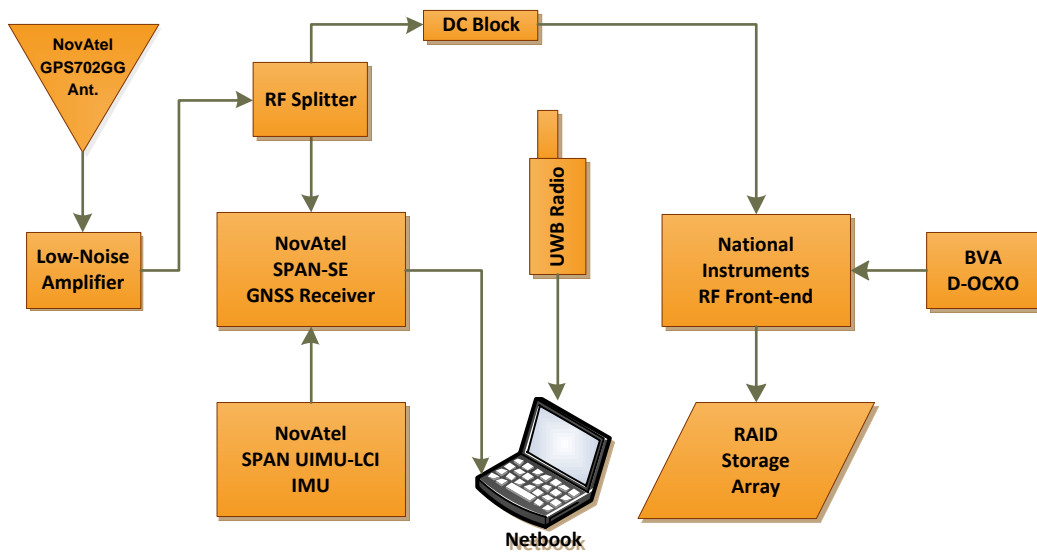 NovAtel
GPS702GG
Ant.
DC Block
RF Splitter
UWB Radio
Low-Noise
Amplifier
NovAtel
SPAN-SE
GNSS Receiver
National
Instruments
RF Front-end
BVA
D-OCXO
NovAtel
SPAN UIMU-LCI
IMU
RAID
Storage
Array
Netbook